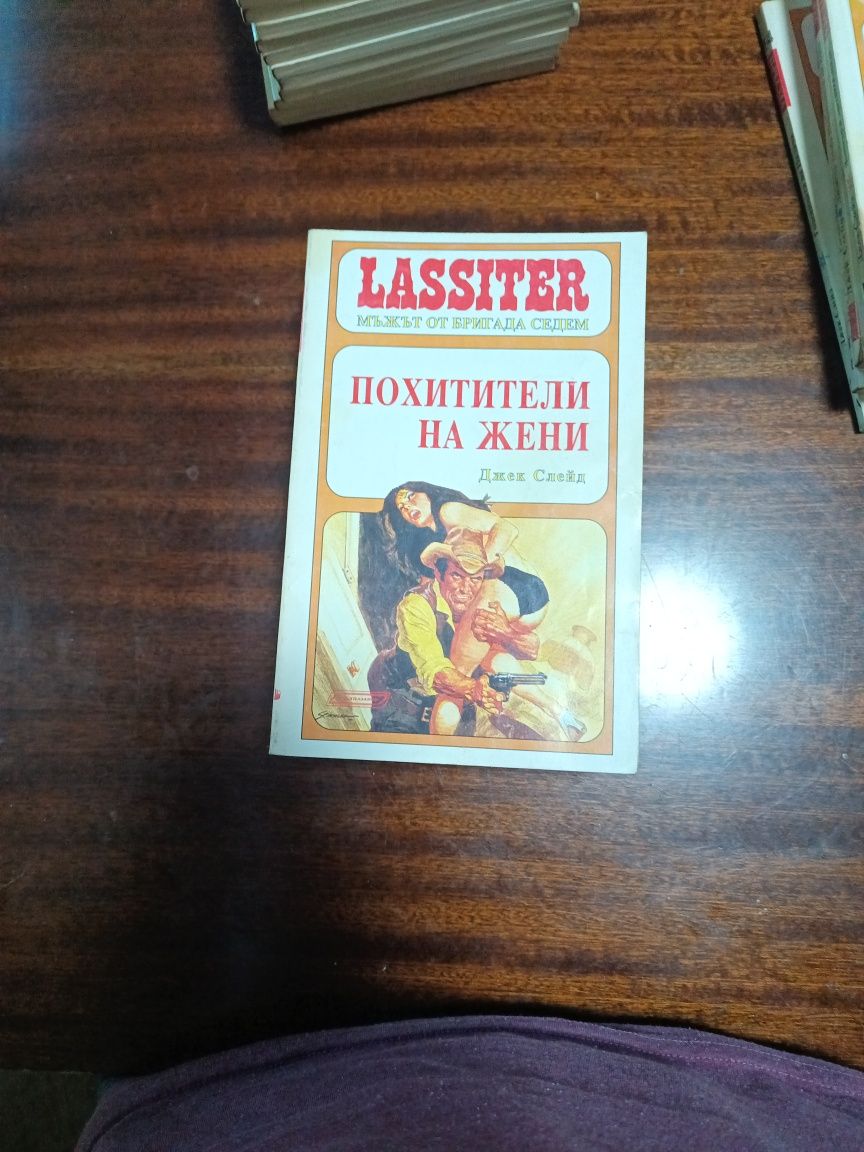 LASSITER
МЪЖЪТ ОТ БРИГАДА СЕДЕМ
ПОХИТИТЕЛИ
НА ЖЕНИ
Джек Слейд